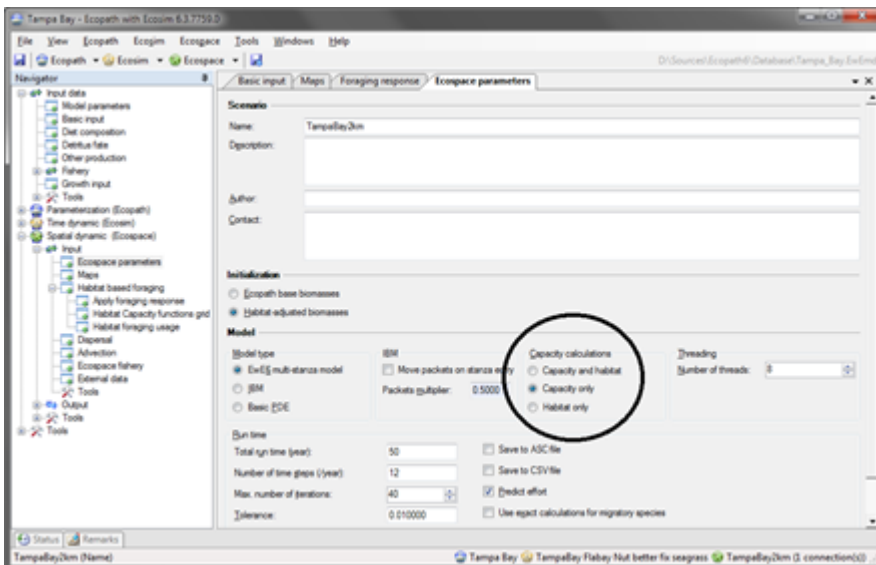 Tampa Bay - Ecopath with Ecosim 6.3.7759.0
File View Ecopath Ecosim Ecospace Tools Windows Help
Ecopath Ecosim Ecospace D:\Sources\Ecopath6\Database\Tampa_Bay.EwEmd
Navigator
Input data
Model parameters
Basic input
Diet composition
Detritus fate
Other production
Fishery
Growth input
Tools
Parameterization (Ecopath)
Time dynamic (Ecosim)
Spatial dynamic (Ecospace)
Input
Ecospace parameters
Maps
Habitat based foraging
Apply foraging response
Habitat Capacity functions grid
Habitat foraging usage
Dispersal
Advection
Ecospace fishery
External data
Tools
Output
Tools
Tools
Basic input Maps Foraging response Ecospace parameters
Scenario
Name: TampaBay2km
Description:
Author:
Contact:
Initialization
Ecopath base biomasses
Habitat-adjusted biomasses
Model
Model type
EwE5 multi-stanza model
IBM
Basic PDE
IBM
Move packets on stanza entry
Packets multiplier: 0.5000
Capacity calculations
Capacity and habitat
Capacity only
Habitat only
Threading
Number of threads: 8
Run time
Total run time (year): 50
Number of time steps (/year): 12
Max. number of iterations: 40
Tolerance: 0.010000
Save to ASC file
Save to CSV file
Predict effort
Use exact calculations for migratory species
Status Remarks
TampaBay2km (Name) Tampa Bay TampaBay Flabay Nut better fix seagrass TampaBay2km (1 connection(s))